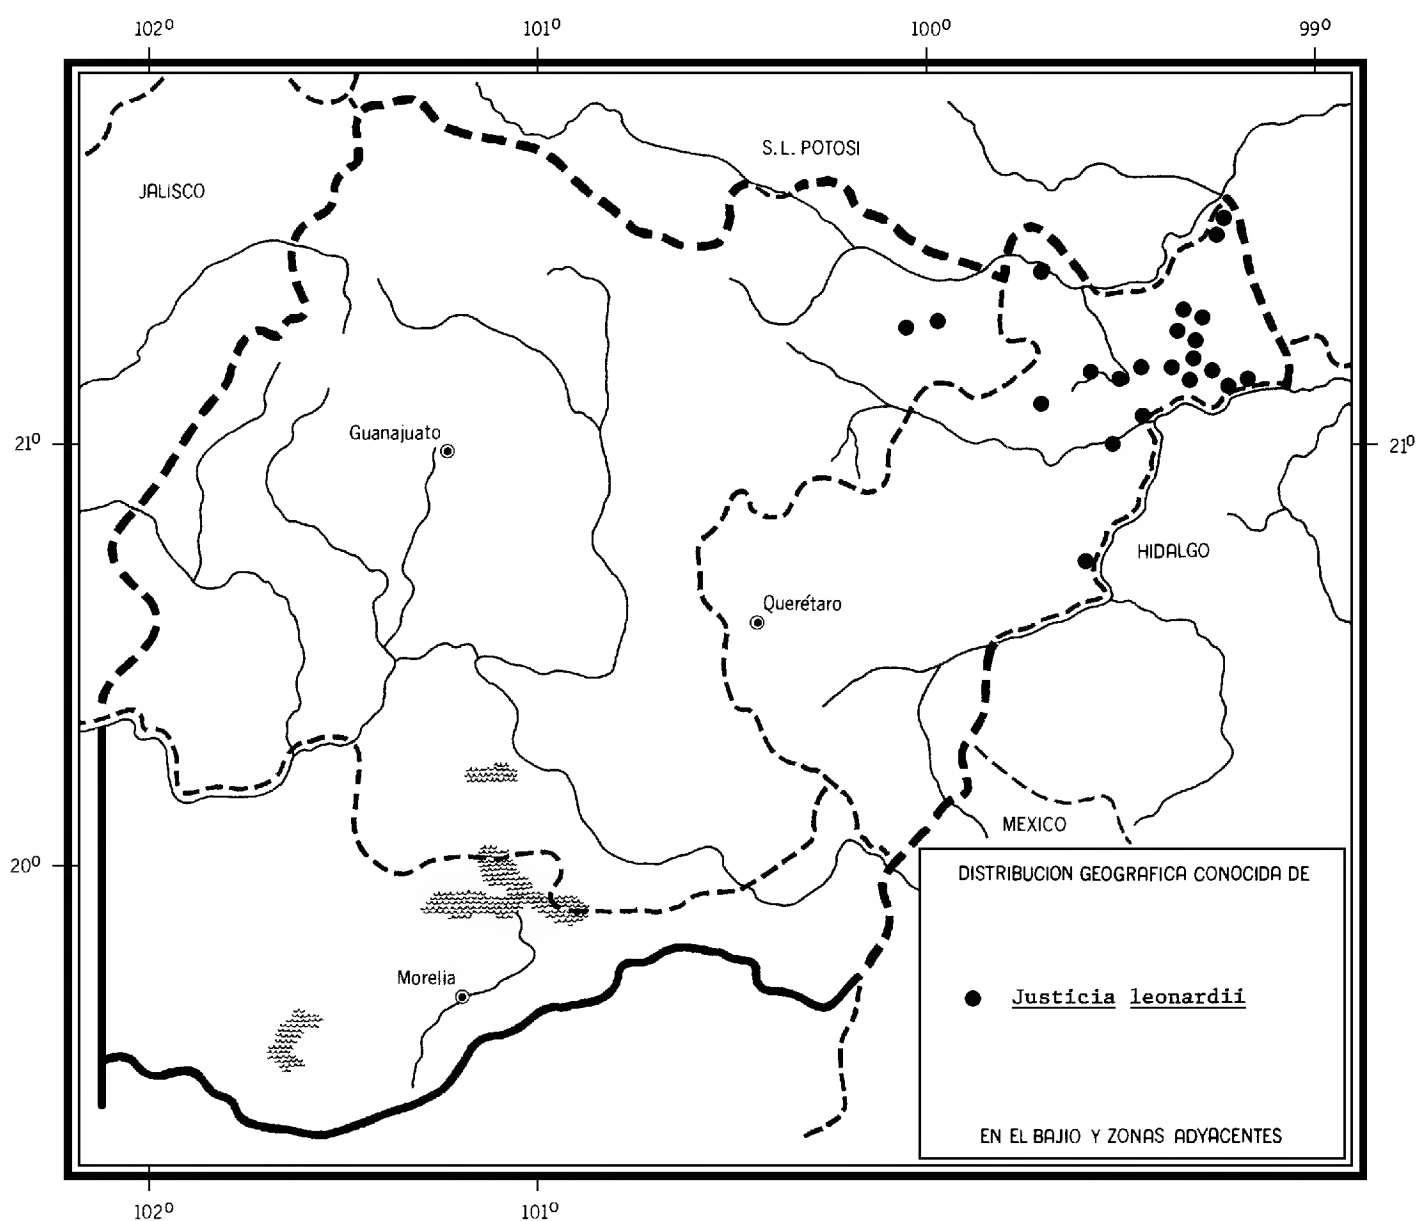 102º 101º 100º 99º
S.L. POTOSI
JALISCO
Guanajuato
21º
21º
HIDALGO
Querétaro
MEXICO
20º
DISTRIBUCION GEOGRAFICA CONOCIDA DE
Morelia
Justicia leonardii
EN EL BAJIO Y ZONAS ADYACENTES
102º 101º